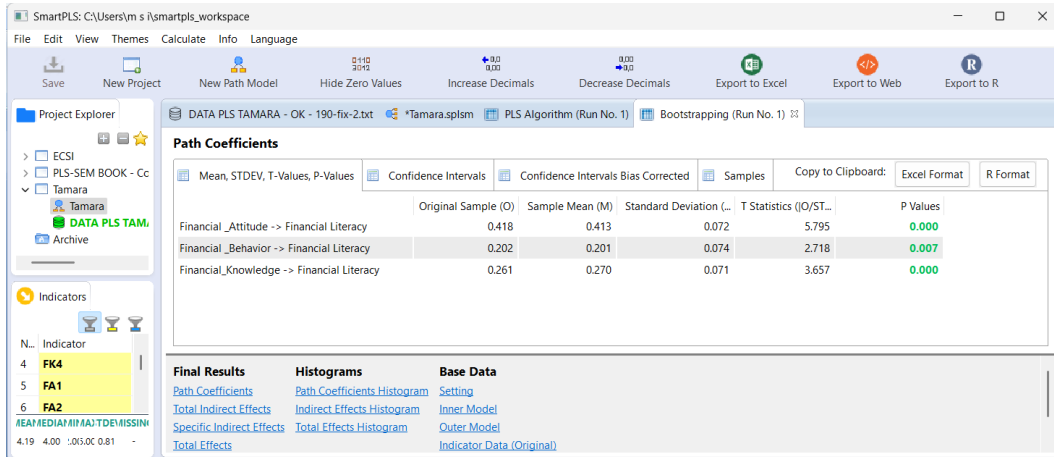 SmartPLS: C:\Users\m s i\smartpls_workspace
File Edit View Themes Calculate Info Language
Save New Project New Path Model Hide Zero Values Increase Decimals Decrease Decimals Export to Excel Export to Web Export to R
Project Explorer
ECSI
PLS-SEM BOOK - Cc
Tamara
Tamara
DATA PLS TAM
Archive
Indicators
N... Indicator
4 FK4
5 FA1
6 FA2
4.19 4.00 0.81 -
DATA PLS TAMARA - OK - 190-fix-2.txt *Tamara.splsm PLS Algorithm (Run No. 1) Bootstrapping (Run No. 1)
Path Coefficients
Mean, STDEV, T-Values, P-Values Confidence Intervals Confidence Intervals Bias Corrected Samples Copy to Clipboard: Excel Format R Format
Original Sample (O) Sample Mean (M) Standard Deviation (... T Statistics (|O/ST... P Values
Financial _Attitude -> Financial Literacy 0.418 0.413 0.072 5.795 0.000
Financial _Behavior -> Financial Literacy 0.202 0.201 0.074 2.718 0.007
Financial_Knowledge -> Financial Literacy 0.261 0.270 0.071 3.657 0.000
Final Results Histograms Base Data
Path Coefficients Path Coefficients Histogram Setting
Total Indirect Effects Indirect Effects Histogram Inner Model
Specific Indirect Effects Total Effects Histogram Outer Model
Total Effects Indicator Data (Original)